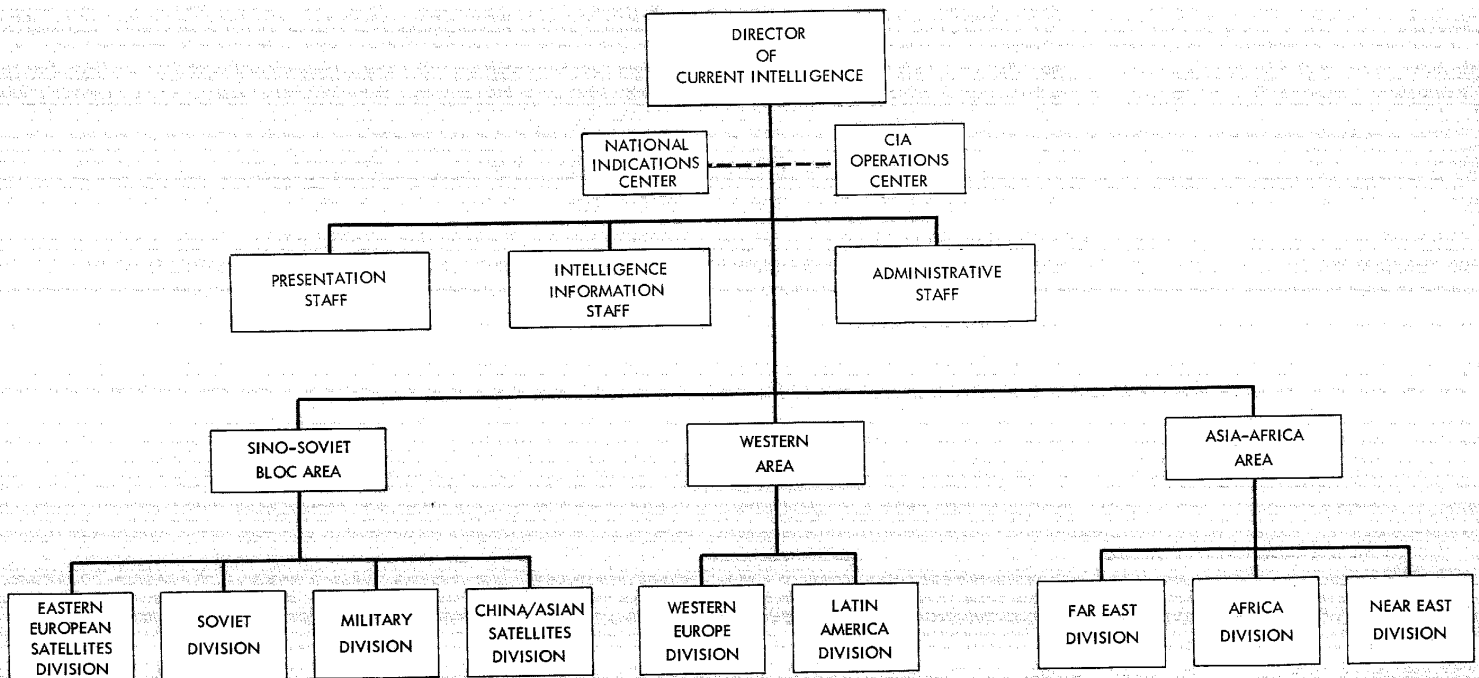 DIRECTOR
OF
CURRENT INTELLIGENCE
NATIONAL
INDICATIONS
CENTER
CIA
OPERATIONS
CENTER
PRESENTATION
STAFF
INTELLIGENCE
INFORMATION
STAFF
ADMINISTRATIVE
STAFF
SINO-SOVIET
BLOC AREA
WESTERN
AREA
ASIA-AFRICA
AREA
EASTERN
EUROPEAN
SATELLITES
DIVISION
SOVIET
DIVISION
MILITARY
DIVISION
CHINA/ASIAN
SATELLITES
DIVISION
WESTERN
EUROPE
DIVISION
LATIN
AMERICA
DIVISION
FAR EAST
DIVISION
AFRICA
DIVISION
NEAR EAST
DIVISION